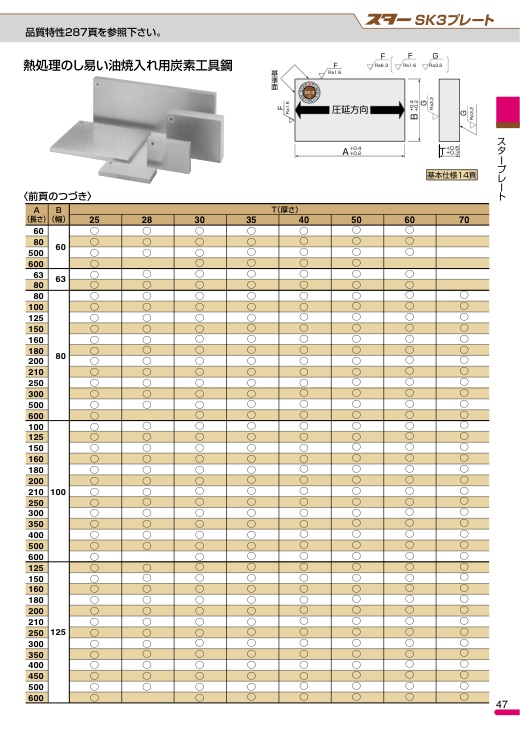 スター SK3プレート
品質特性287頁を参照下さい。
熱処理のし易い油焼入れ用炭素工具鋼
基準面
F
Ra1.6
F
Ra1.6
圧延方向
A +0.4 +0.2
B +0.4 +0.2
F
Ra6.3
F
Ra1.6
G
Ra3.2
G
Ra3.2
G
Ra3.2
T
基本仕様14頁
スタープレート
〈前頁のつづき〉
A(長さ) B(幅) T(厚さ)
25 28 30 35 40 50 60 70
60
80
60
500
600
63
63
80
80
100
125
150
160
180
80
200
210
250
300
500
600
100
125
150
160
180
200
210
100
250
300
350
400
500
600
125
150
160
180
200
210
250
125
300
350
400
450
500
600
47